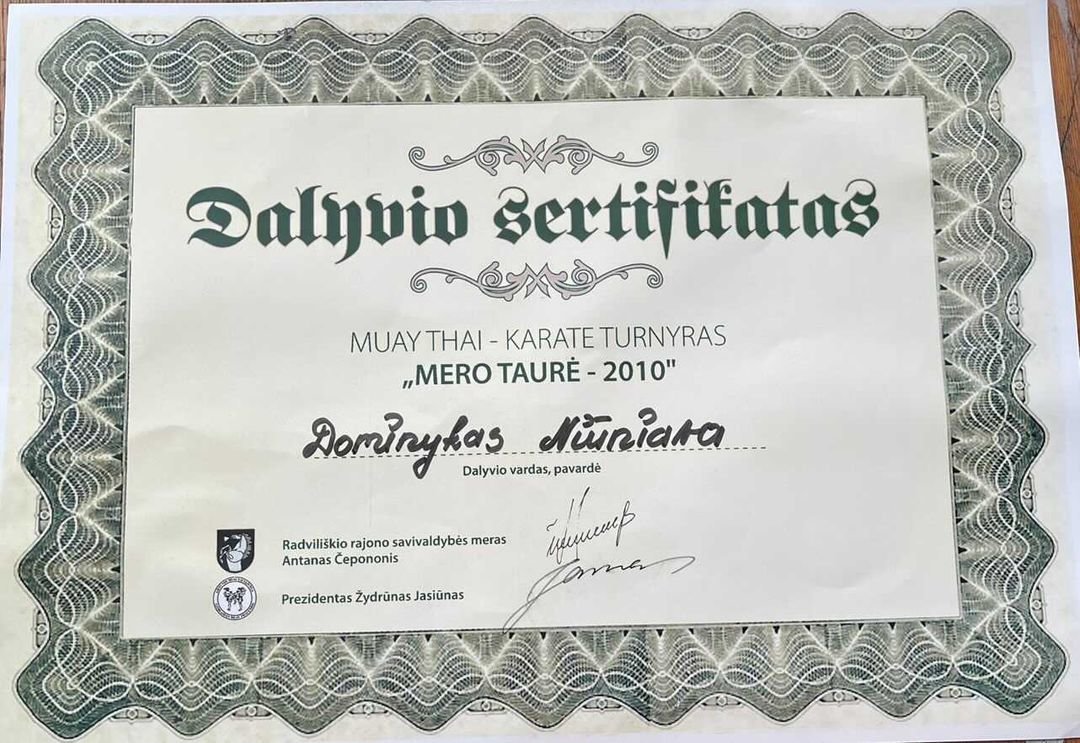 Dalyvio sertifikatas
MUAY THAI - KARATE TURNYRAS
„MERO TAURĖ - 2010"
Dominykas
Dalyvio vardas, pavardė
Radviliškio rajono savivaldybės meras
Antanas Čepononis
Prezidentas Žydrūnas Jasiūnas